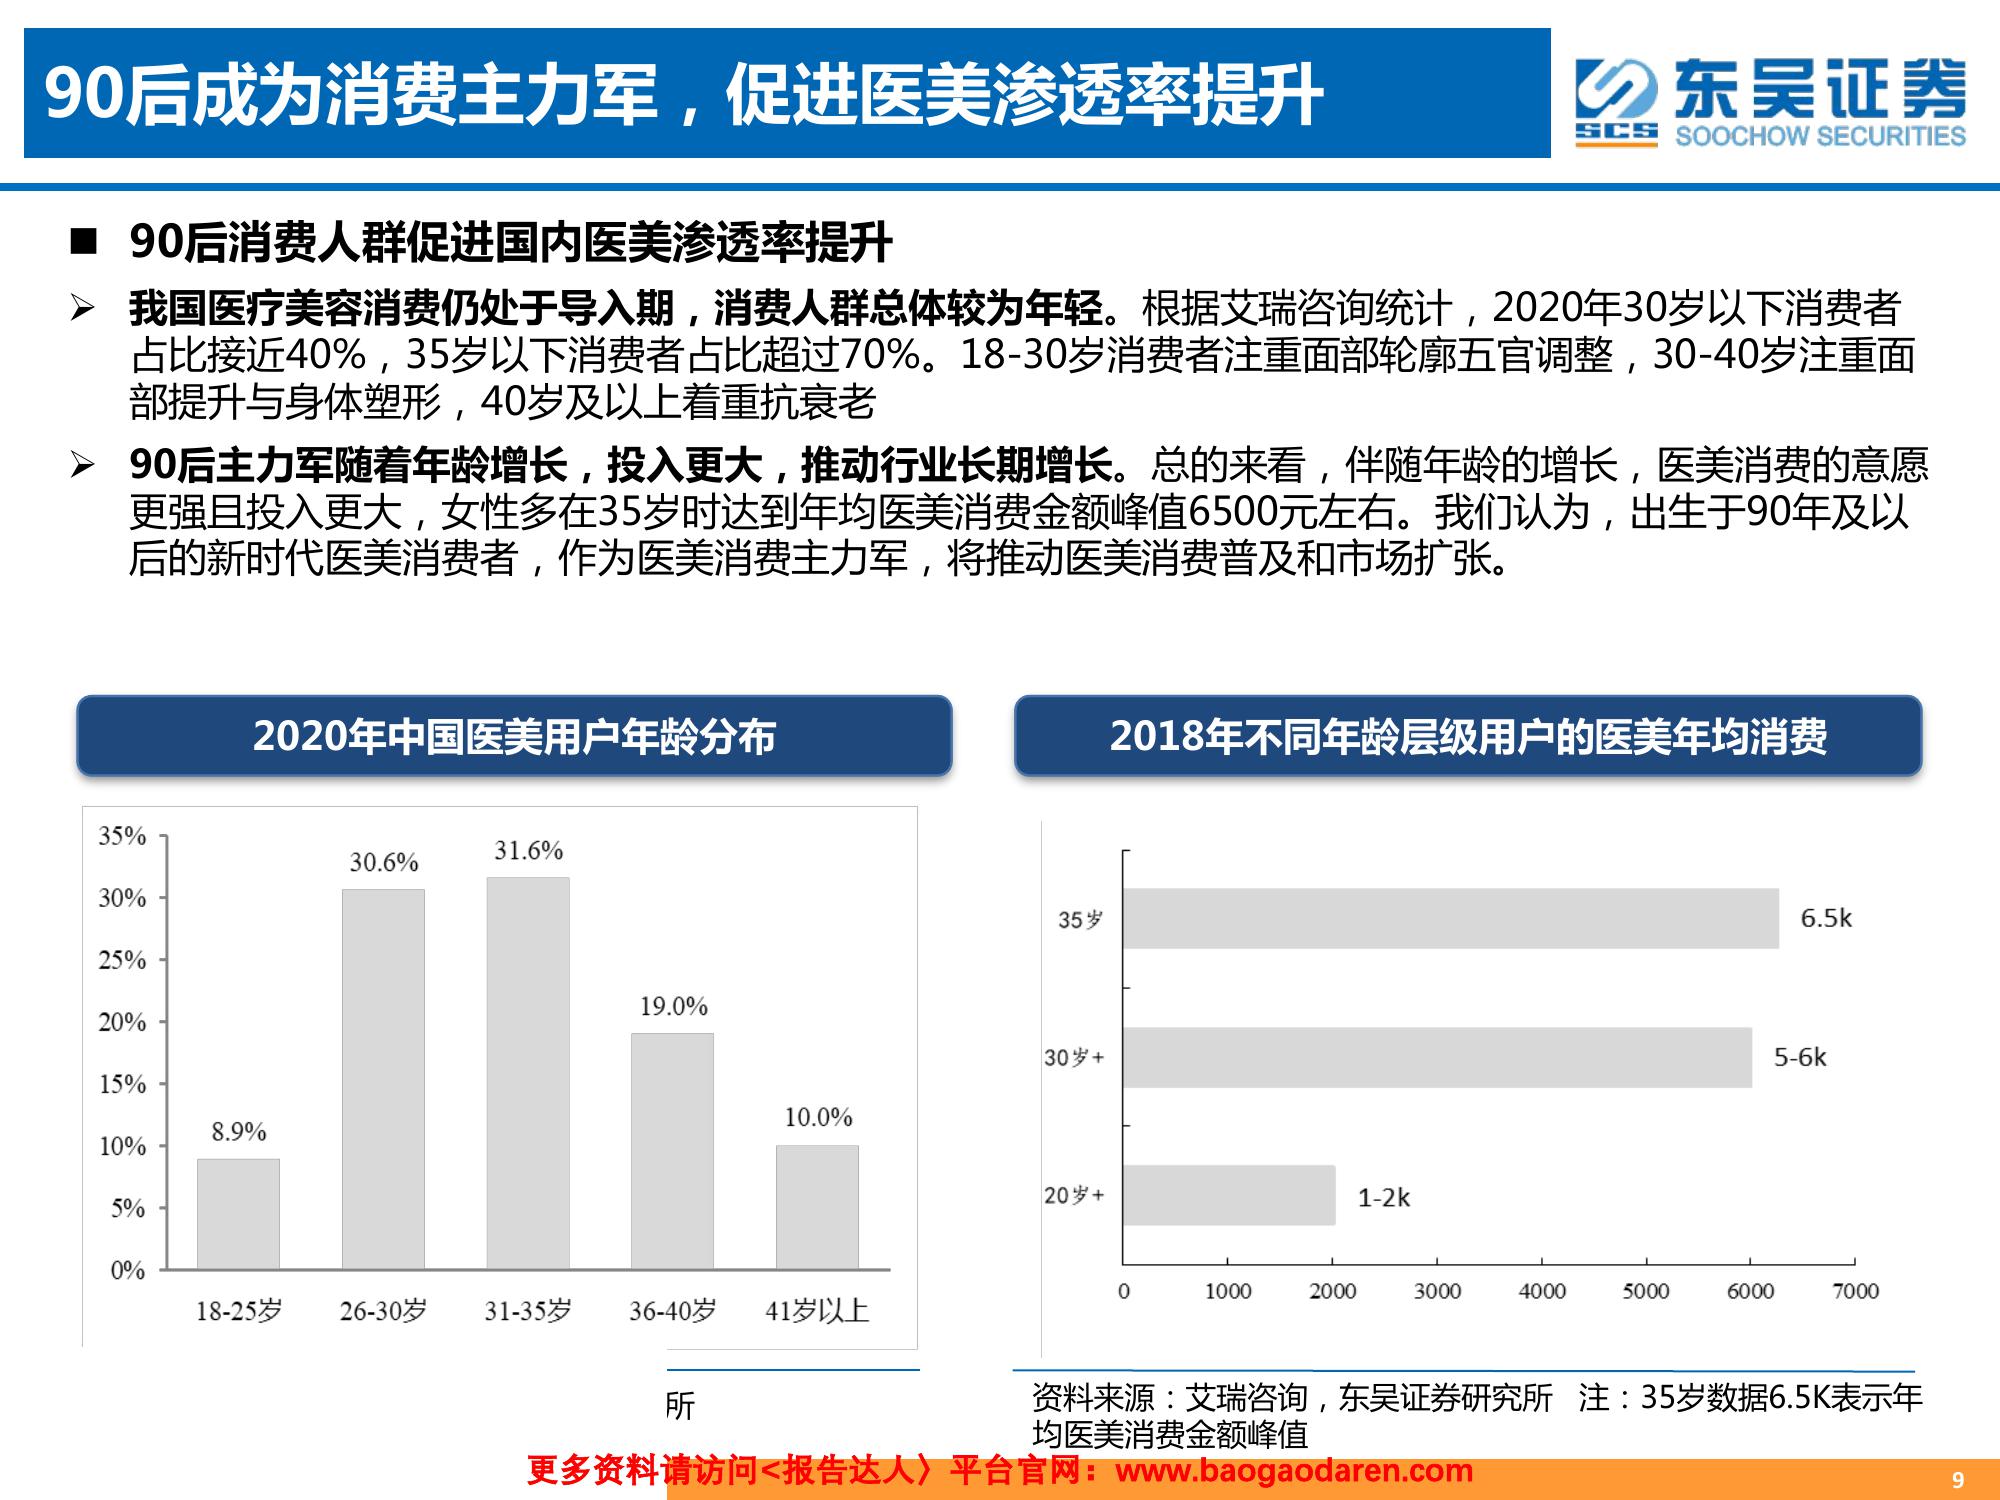 90后成为消费主力军，促进医美渗透率提升
东吴证券
SCS
SOOCHOW SECURITIES
■ 90后消费人群促进国内医美渗透率提升
➢ 我国医疗美容消费仍处于导入期，消费人群总体较为年轻。根据艾瑞咨询统计，2020年30岁以下消费者
占比接近40%，35岁以下消费者占比超过70%。18-30岁消费者注重面部轮廓五官调整，30-40岁注重面
部提升与身体塑形，40岁及以上着重抗衰老
➢ 90后主力军随着年龄增长，投入更大，推动行业长期增长。总的来看，伴随年龄的增长，医美消费的意愿
更强且投入更大，女性多在35岁时达到年均医美消费金额峰值6500元左右。我们认为，出生于90年及以
后的新时代医美消费者，作为医美消费主力军，将推动医美消费普及和市场扩张。
2020年中国医美用户年龄分布
35%
30%
25%
20%
15%
10%
5%
0%
8.9%
30.6%
31.6%
19.0%
10.0%
18-25岁
26-30岁
31-35岁
36-40岁
41岁以上
所
2018年不同年龄层级用户的医美年均消费
35岁
6.5k
30岁+
5-6k
20岁+
1-2k
0
1000
2000
3000
4000
5000
6000
7000
资料来源：艾瑞咨询，东吴证券研究所 注：35岁数据6.5K表示年
均医美消费金额峰值
更多资料请访问<报告达人〉平台官网：www.baogaodaren.com
9